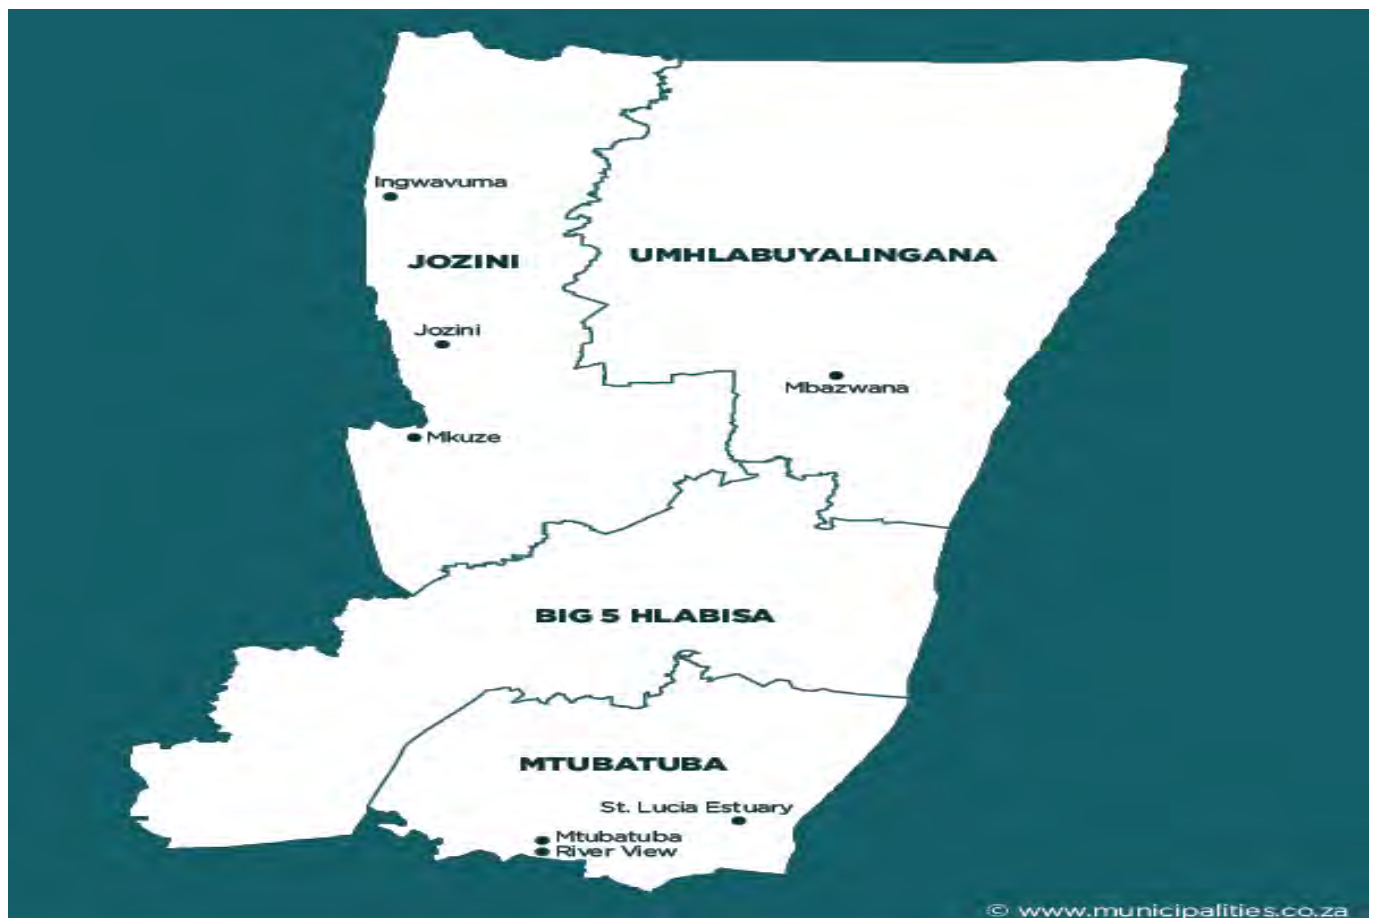 Ingwavuma
JOZINI
UMHLABUYALINGANA
Jozini
Mbazwana
Mkuze
BIG 5 HLABISA
MTUBATUBA
St. Lucia Estuary
Mtubatuba
River View
© www.municipalities.co.za